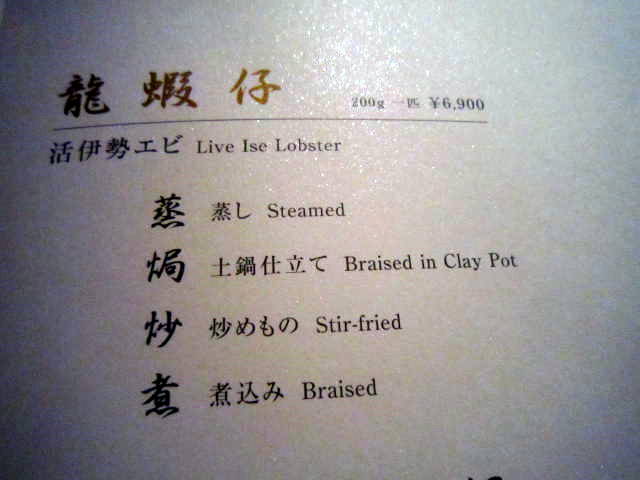 龍蝦仔 200g 一匹 ¥6,900
活伊勢エビ Live Ise Lobster
蒸 蒸し Steamed
焗 土鍋仕立て Braised in Clay Pot
炒 炒めもの Stir-fried
煮 煮込み Braised